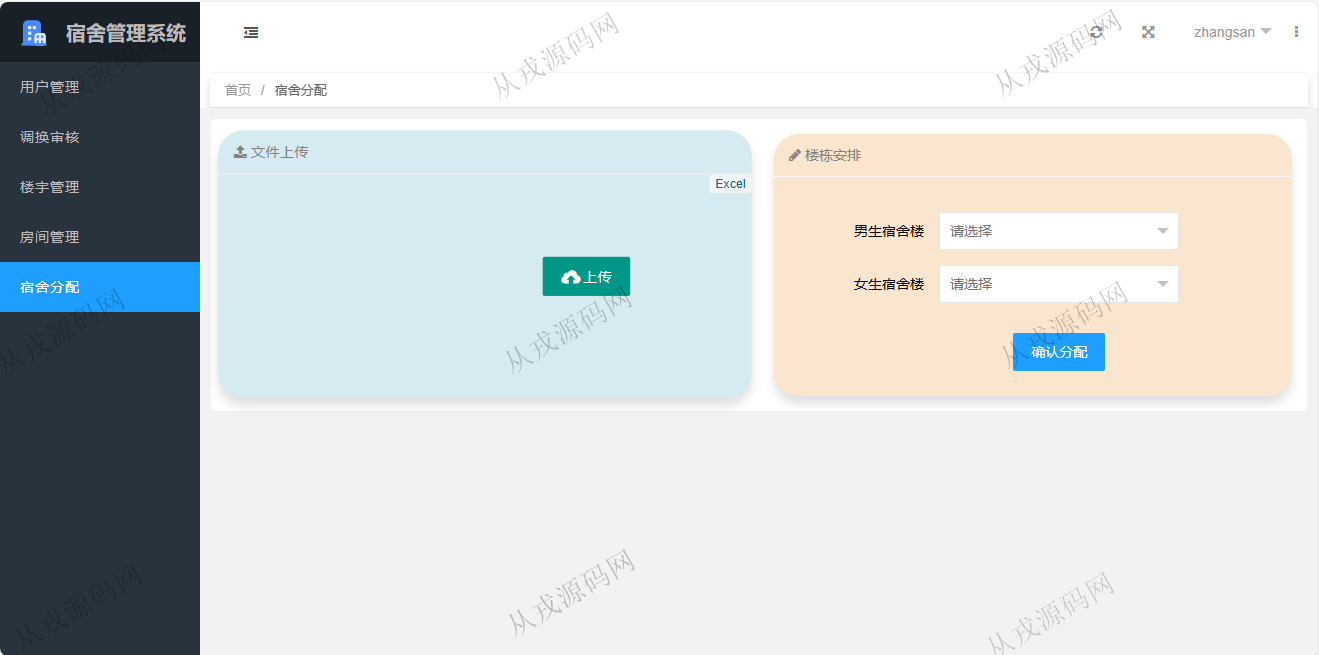 宿舍管理系统
zhangsan
用户管理
调换审核
楼宇管理
房间管理
宿舍分配
首页 / 宿舍分配
文件上传
Excel
上传
楼栋安排
男生宿舍楼 请选择
女生宿舍楼 请选择
确认分配
从戎源码网
从戎源码网
从戎源码网
从戎源码网
从戎源码网
从戎源码网
从戎源码网
从戎源码网
从戎源码网